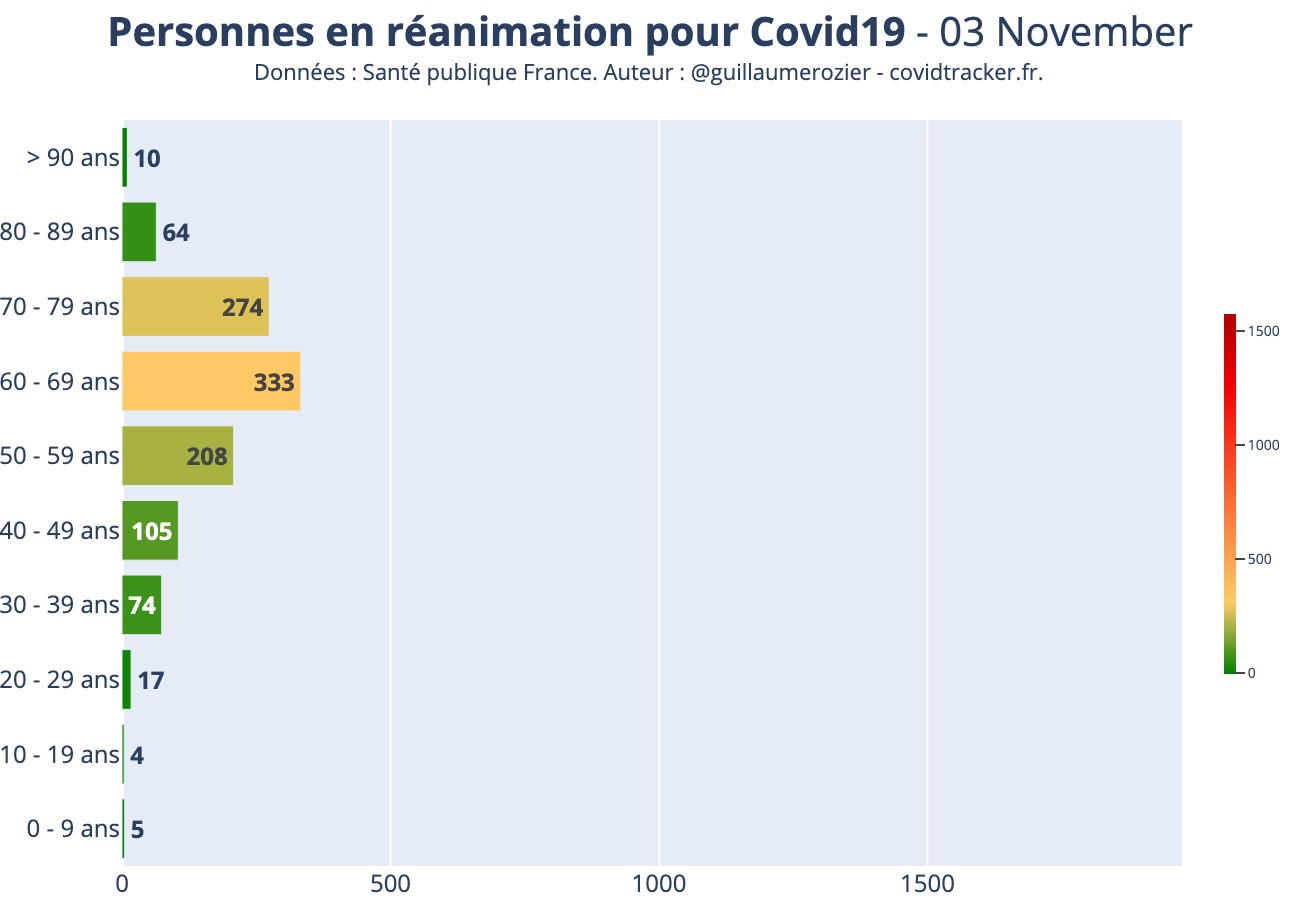 Personnes en réanimation pour Covid19 - 03 November
Données : Santé publique France. Auteur : @guillaumerozier - covidtracker.fr.
> 90 ans 10
80 - 89 ans 64
70 - 79 ans 274
60 - 69 ans 333
50 - 59 ans 208
40 - 49 ans 105
30 - 39 ans 74
20 - 29 ans 17
10 - 19 ans 4
0 - 9 ans 5
0 500 1000 1500
1500
1000
500
0